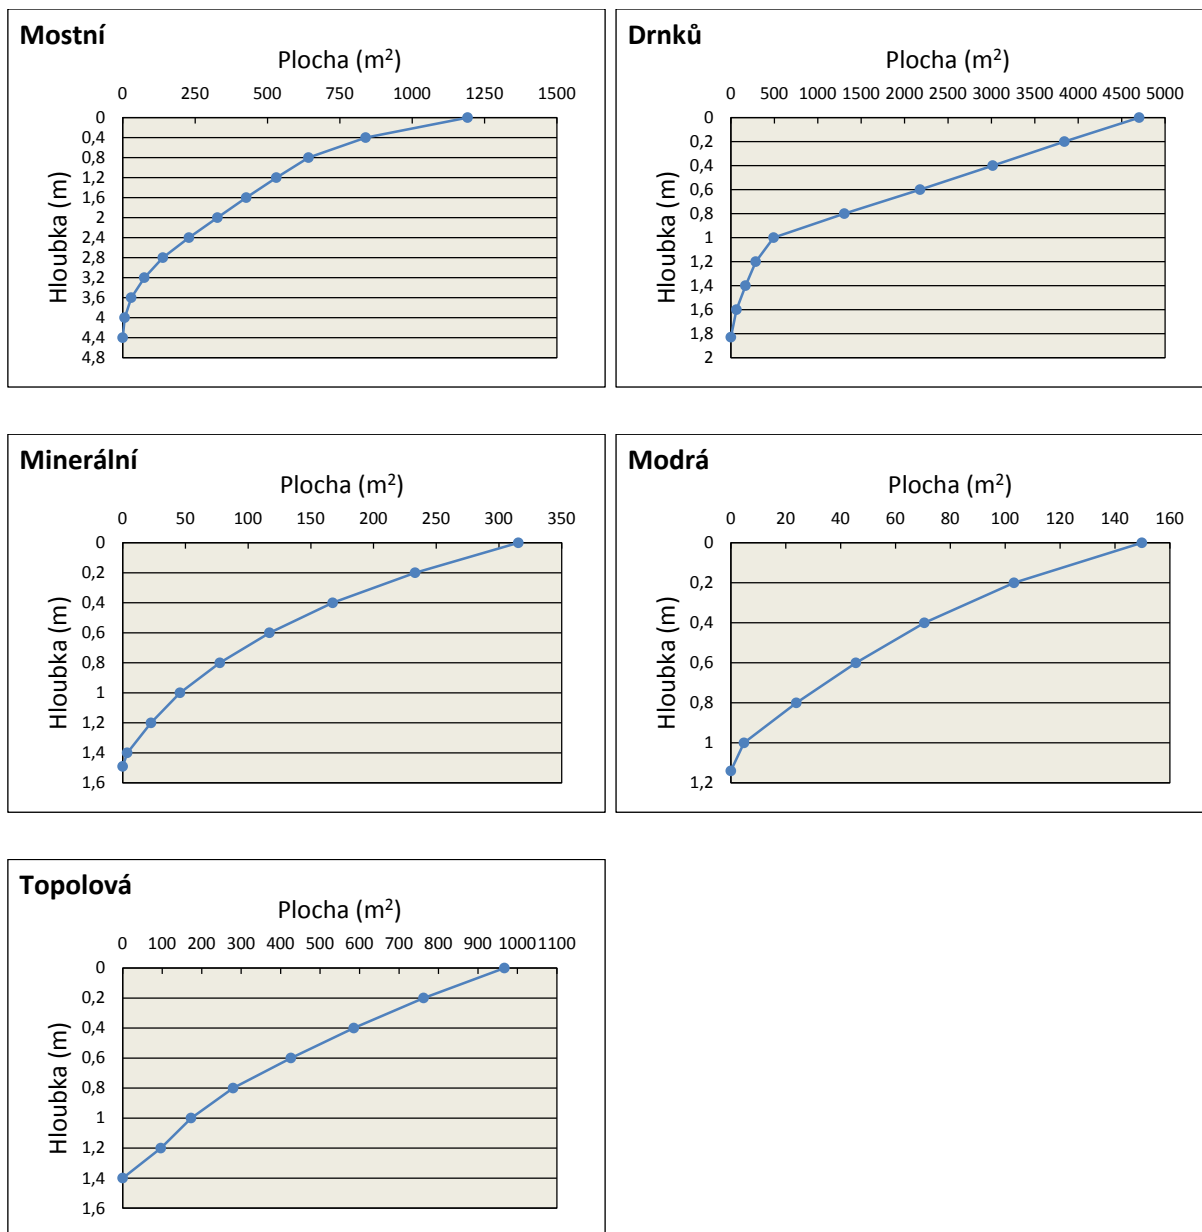 Mostní
Plocha (m²)
0 250 500 750 1000 1250 1500
0
0,4
0,8
1,2
1,6
2
2,4
2,8
3,2
3,6
4
4,4
4,8
Hloubka (m)
Drnků
Plocha (m²)
0 500 1000 1500 2000 2500 3000 3500 4000 4500 5000
0
0,2
0,4
0,6
0,8
1
1,2
1,4
1,6
1,8
2
Hloubka (m)
Minerální
Plocha (m²)
0 50 100 150 200 250 300 350
0
0,2
0,4
0,6
0,8
1
1,2
1,4
1,6
Hloubka (m)
Modrá
Plocha (m²)
0 20 40 60 80 100 120 140 160
0
0,2
0,4
0,6
0,8
1
1,2
Hloubka (m)
Topolová
Plocha (m²)
0 100 200 300 400 500 600 700 800 900 1000 1100
0
0,2
0,4
0,6
0,8
1
1,2
1,4
1,6
Hloubka (m)